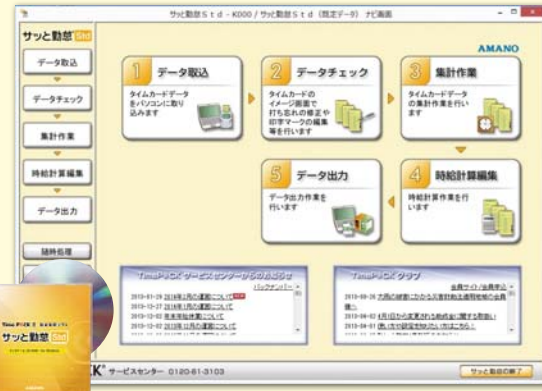 サッと勤怠Ｓｔｄ - K000 / サッと勤怠Ｓｔｄ (既定データ) ナビ画面
サッと勤怠 Std
AMANO
データ取込
データチェック
集計作業
時給計算編集
データ出力
随時処理
1 データ取込
タイムカードデータ
をパソコンに取り
込みます
2 データチェック
タイムカードの
イメージ画面で
打ち忘れの修正や
印字マークの編集
等を行います
3 集計作業
タイムカードデータ
の集計作業を行い
ます
4 時給計算編集
時給計算作業を行
います
5 データ出力
データ出力作業を
行います
TimeP@CK サービスセンターからのお知らせ
バックナンバー
TimeP@CK クラブ
会員サイト/会員申込
サービスセンター 0120-61-3103
サッと勤怠の終了
サッと勤怠 Std